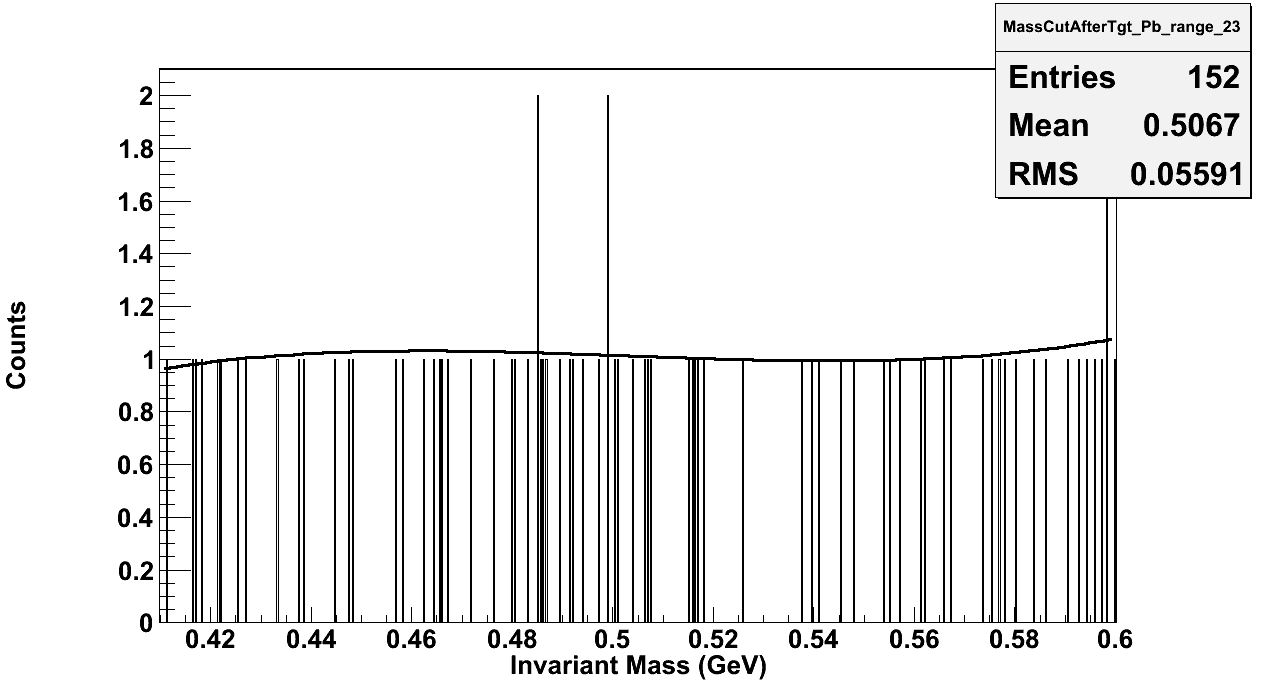 MassCutAfterTgt_Pb_range_23
Entries 152
Mean 0.5067
RMS 0.05591
Counts
2
1.8
1.6
1.4
1.2
1
0.8
0.6
0.4
0.2
0
0.42 0.44 0.46 0.48 0.5 0.52 0.54 0.56 0.58 0.6
Invariant Mass (GeV)